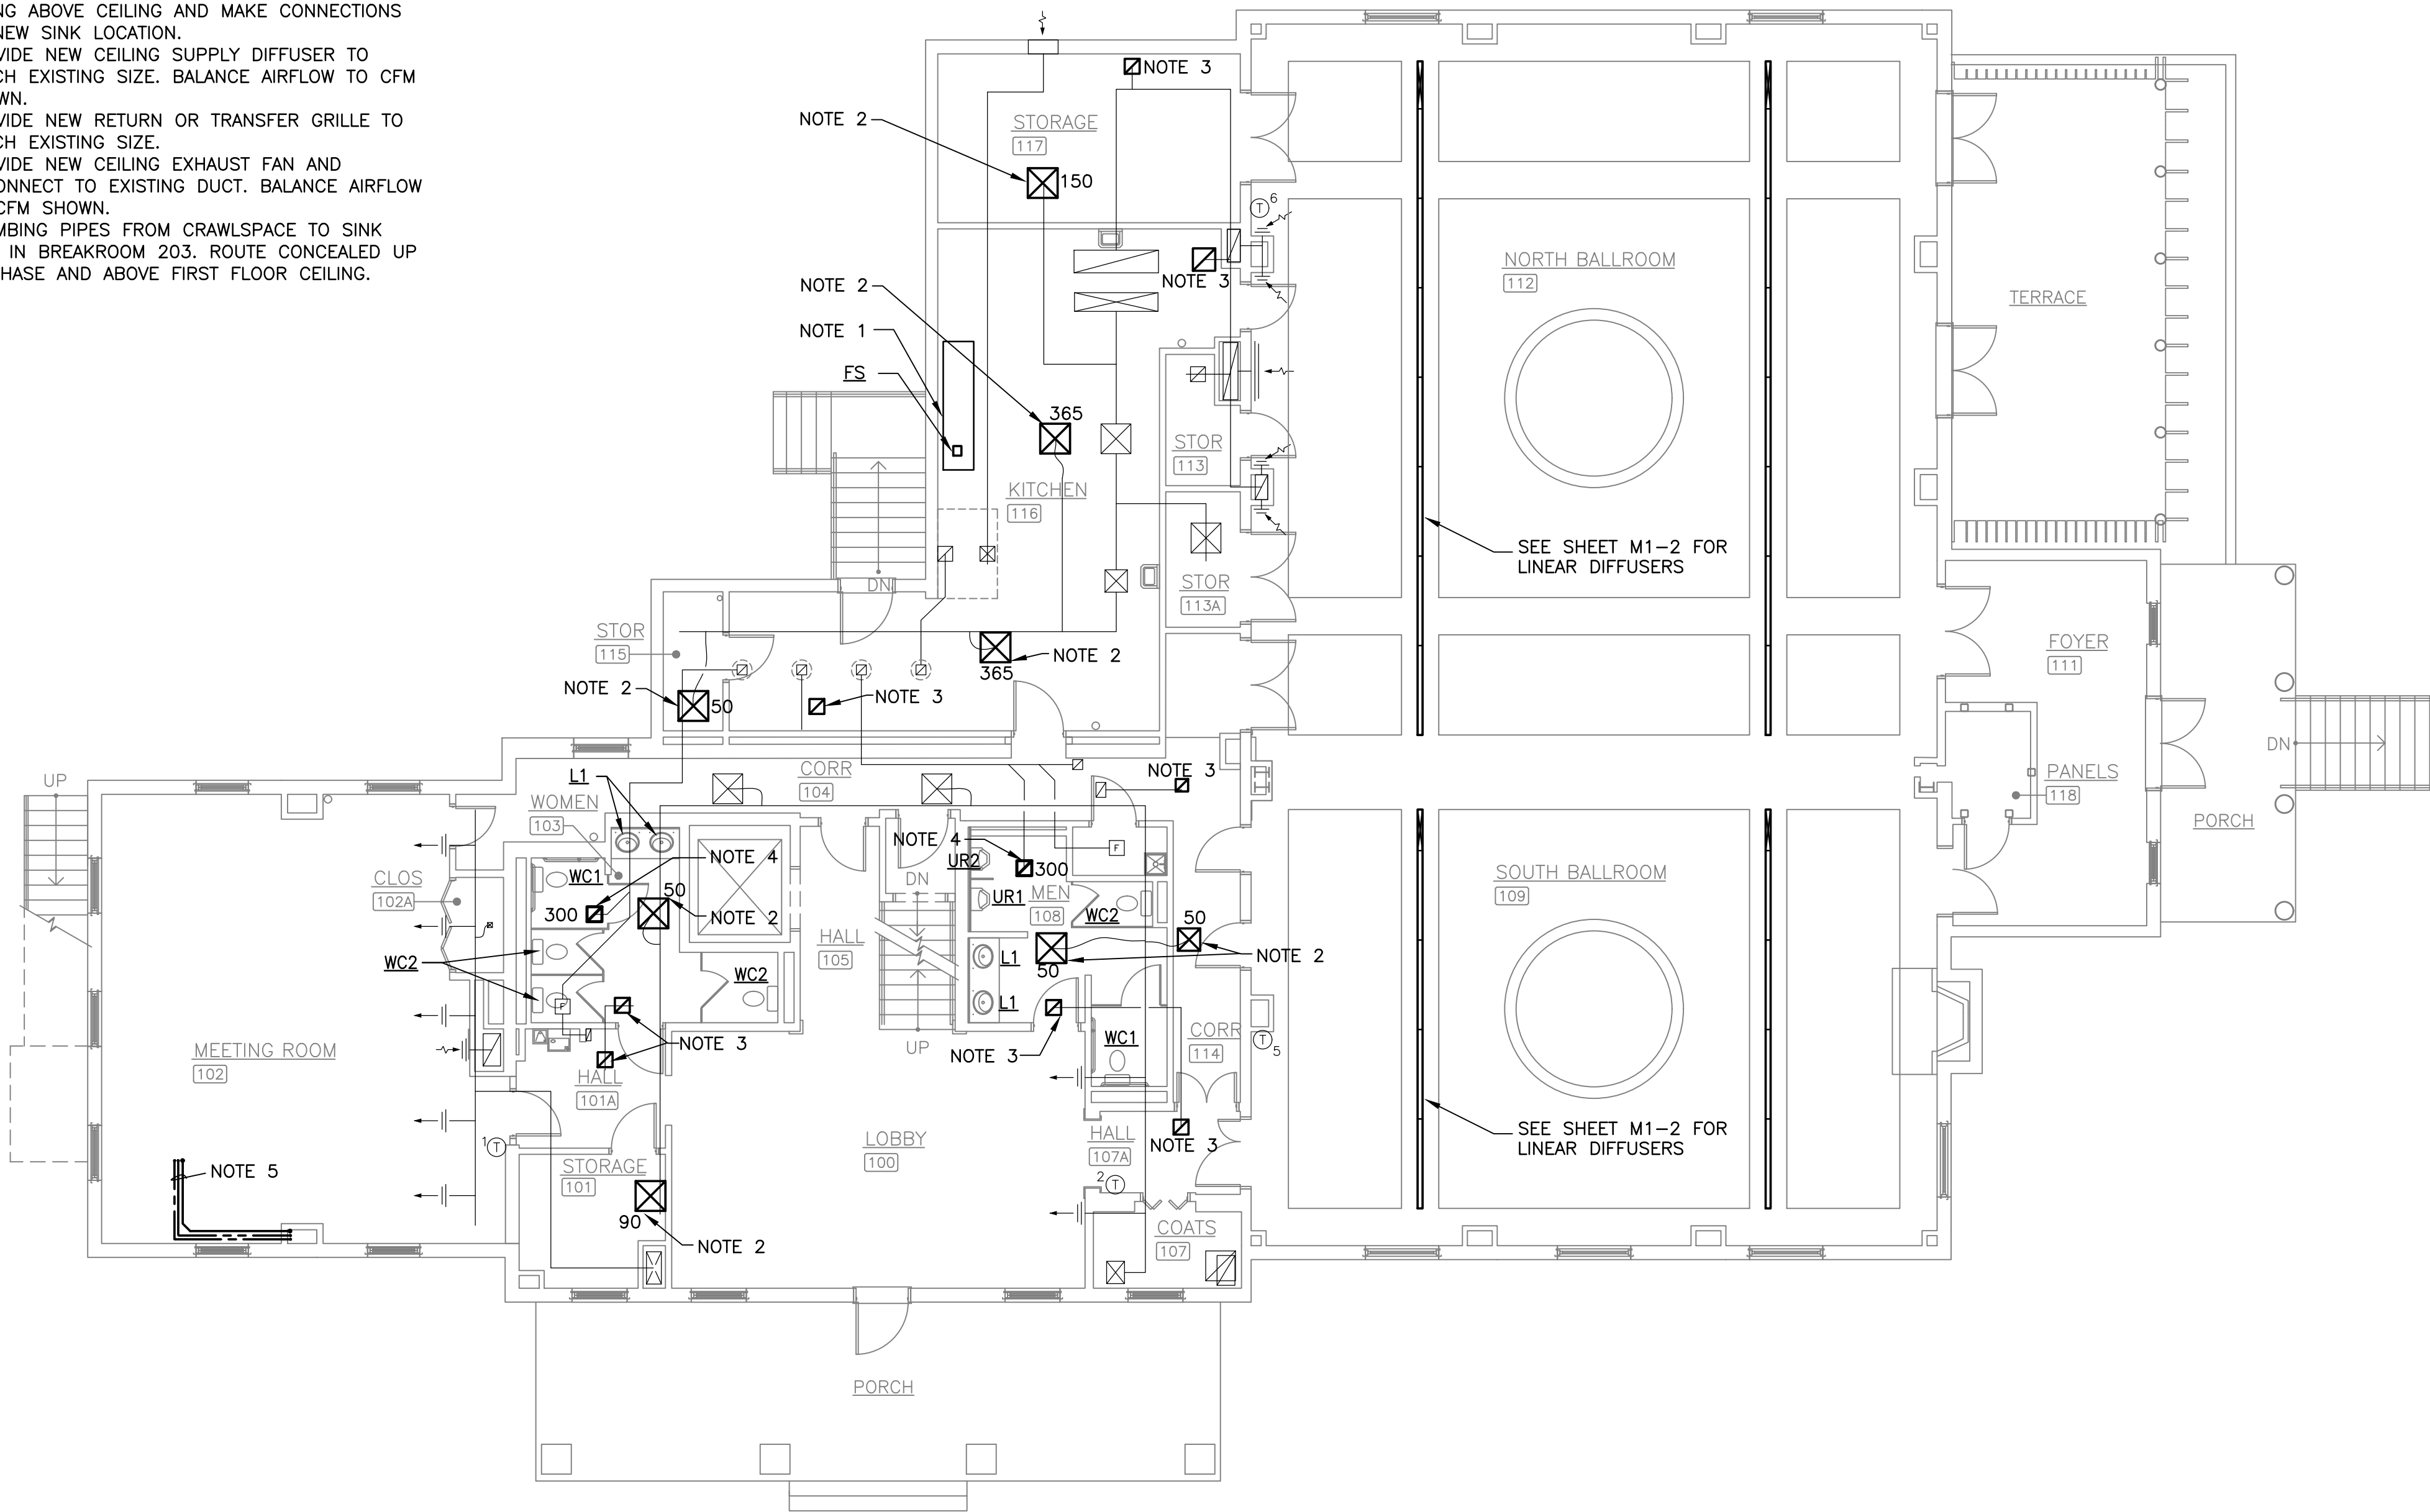 NG ABOVE CEILING AND MAKE CONNECTIONS
NEW SINK LOCATION.
VIDE NEW CEILING SUPPLY DIFFUSER TO
CH EXISTING SIZE. BALANCE AIRFLOW TO CFM
WN.
VIDE NEW RETURN OR TRANSFER GRILLE TO
CH EXISTING SIZE.
VIDE NEW CEILING EXHAUST FAN AND
ONNECT TO EXISTING DUCT. BALANCE AIRFLOW
CFM SHOWN.
MBING PIPES FROM CRAWLSPACE TO SINK
IN BREAKROOM 203. ROUTE CONCEALED UP
HASE AND ABOVE FIRST FLOOR CEILING.
NOTE 3
NOTE 2
STORAGE
117
150
T 6
NOTE 2
NOTE 3
NORTH BALLROOM
112
TERRACE
NOTE 1
FS
365
STOR
113
KITCHEN
116
SEE SHEET M1-2 FOR
LINEAR DIFFUSERS
DN
STOR
113A
STOR
115
NOTE 2
365
FOYER
111
NOTE 2
50
NOTE 3
DN
UP
L1
CORR
104
NOTE 3
PANELS
118
WOMEN
103
PORCH
NOTE 4
NOTE 4
UR2
300
F
CLOS
102A
WC1
50
DN
UR1
MEN
108
WC2
SOUTH BALLROOM
109
300
NOTE 2
50
HALL
105
WC2
WC2
L1
50
NOTE 2
F
L1
MEETING ROOM
102
NOTE 3
UP
NOTE 3
WC1
CORR
114
T 5
HALL
101A
1 T
LOBBY
100
HALL
107A
NOTE 3
SEE SHEET M1-2 FOR
LINEAR DIFFUSERS
NOTE 5
STORAGE
101
2 T
90
NOTE 2
COATS
107
PORCH